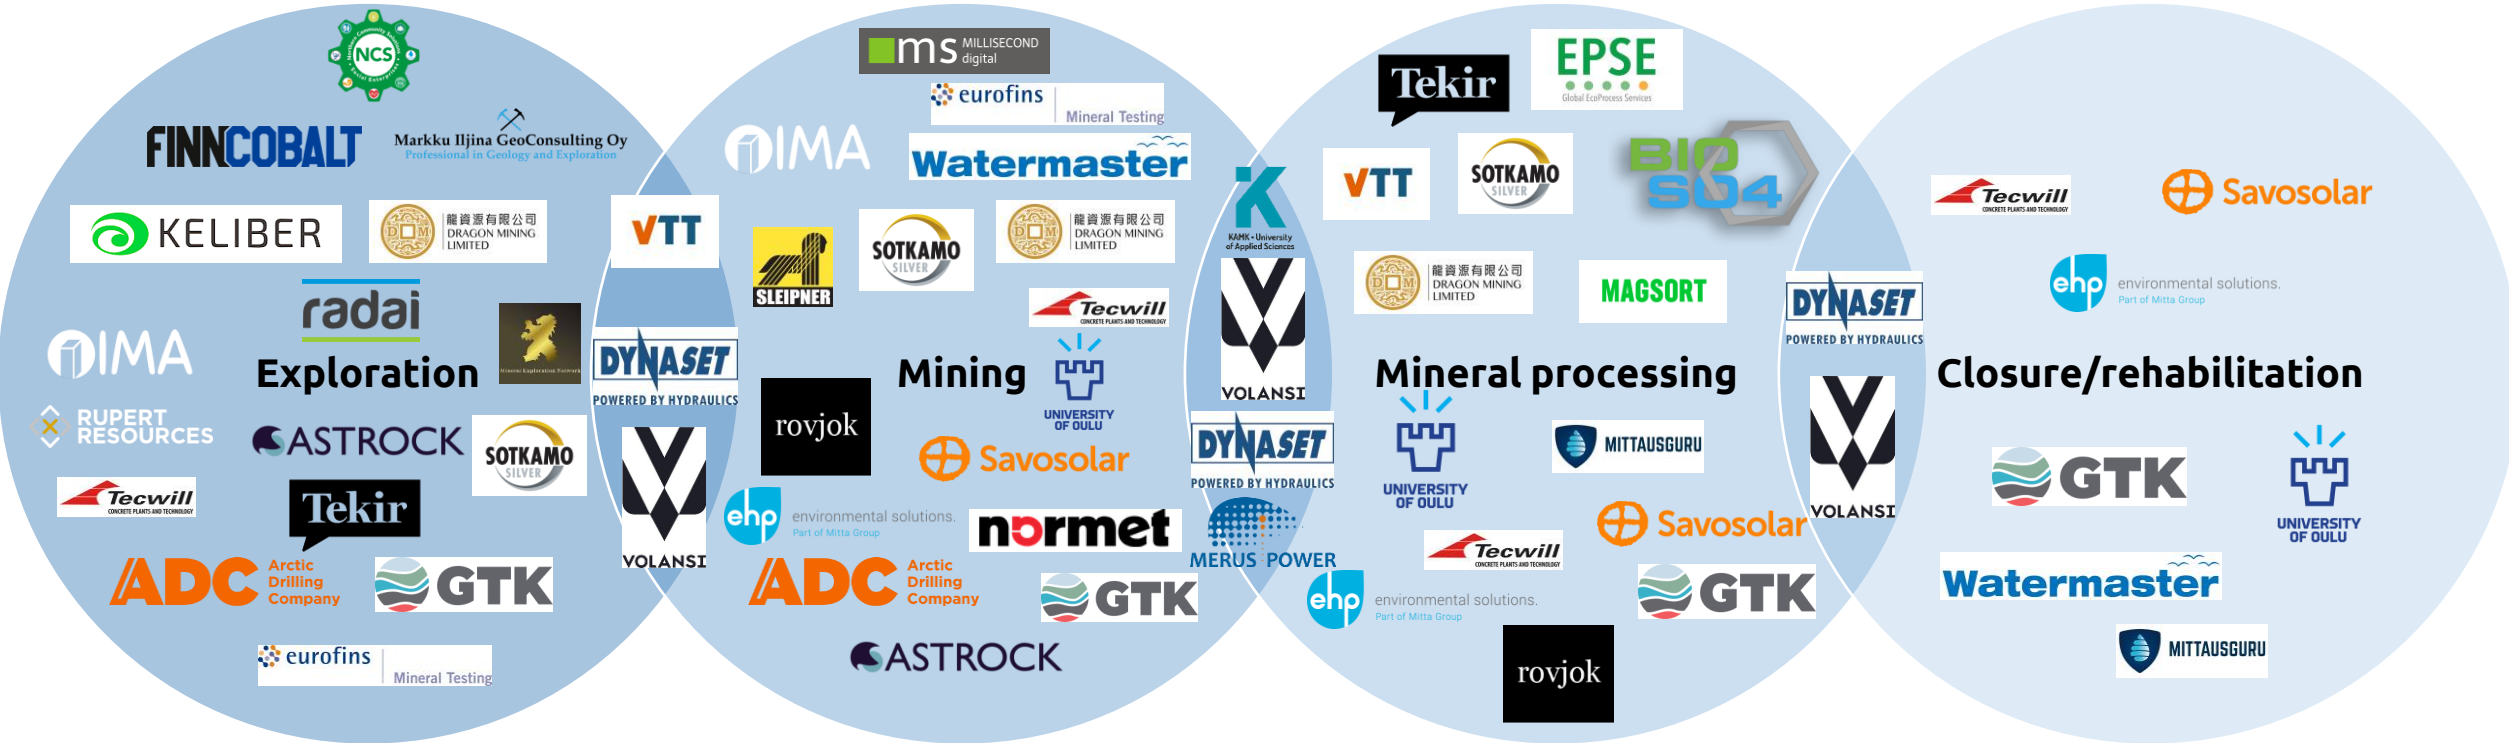 Northern Community Solutions
NCS
Social Enterprises
FINNCOBALT
Markku Iljina GeoConsulting Oy
Professional in Geology and Exploration
KELIBER
D M
龍資源有限公司
DRAGON MINING
LIMITED
radai
IMA
Mineral Exploration Network
Exploration
RUPERT
RESOURCES
ASTROCK
SOTKAMO
SILVER
Tecwill
CONCRETE PLANTS AND TECHNOLOGY
Tekir
ADC
Arctic
Drilling
Company
GTK
eurofins
Mineral Testing
VTT
DYNASET
POWERED BY HYDRAULICS
VOLANSI
ms
MILLISECOND
digital
eurofins
Mineral Testing
IMA
Watermaster
SLEIPNER
SOTKAMO
SILVER
D M
龍資源有限公司
DRAGON MINING
LIMITED
Tecwill
CONCRETE PLANTS AND TECHNOLOGY
Mining
UNIVERSITY
OF OULU
rovjok
Savosolar
ehp
environmental solutions.
Part of Mitta Group
normet
ADC
Arctic
Drilling
Company
GTK
ASTROCK
K
KAMK • University
of Applied Sciences
VOLANSI
DYNASET
POWERED BY HYDRAULICS
MERUS POWER
Tekir
EPSE
Global EcoProcess Services
VTT
SOTKAMO
SILVER
BIO
SO4
D M
龍資源有限公司
DRAGON MINING
LIMITED
MAGSORT
Mineral processing
UNIVERSITY
OF OULU
MITTAUSGURU
Savosolar
Tecwill
CONCRETE PLANTS AND TECHNOLOGY
ehp
environmental solutions.
Part of Mitta Group
GTK
rovjok
DYNASET
POWERED BY HYDRAULICS
VOLANSI
Tecwill
CONCRETE PLANTS AND TECHNOLOGY
Savosolar
ehp
environmental solutions.
Part of Mitta Group
Closure/rehabilitation
GTK
UNIVERSITY
OF OULU
Watermaster
MITTAUSGURU